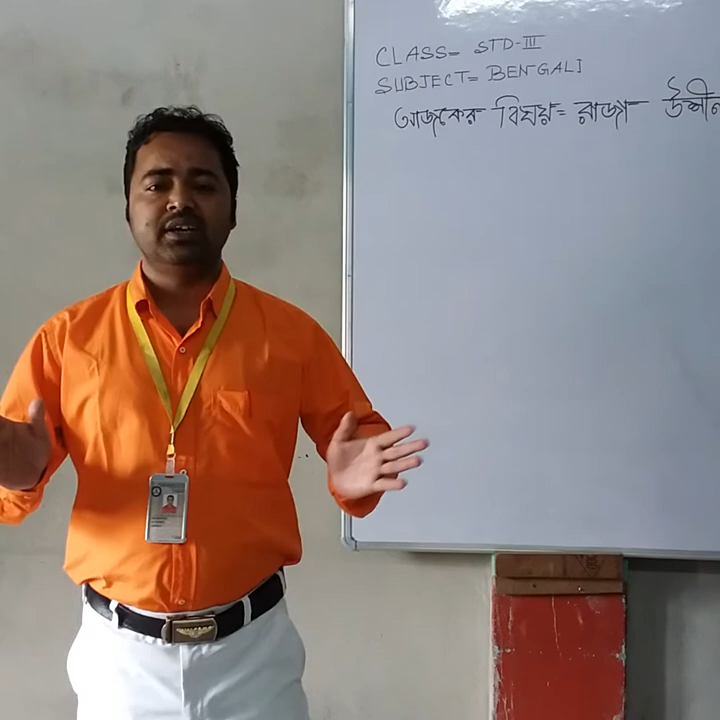 CLASS= STD-III
SUBJECT= BENGALI
আজকের বিষয়= রাজা